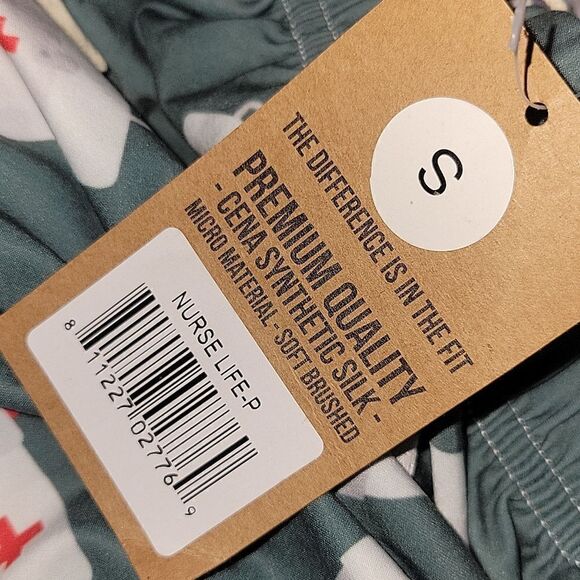 S
THE DIFFERENCE IS IN THE FIT
PREMIUM QUALITY
- CENA SYNTHETIC SILK -
MICRO MATERIAL - SOFT BRUSHED
NURSE LIFE-P
8 11227 02776 9